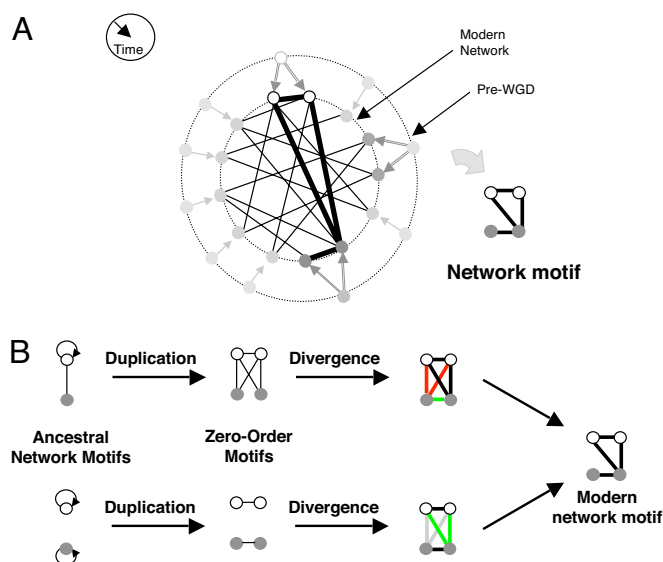 A
Time
Modern
Network
Pre-WGD
Network motif
B
Duplication
Divergence
Ancestral
Network Motifs
Zero-Order
Motifs
Modern
network motif
Duplication
Divergence